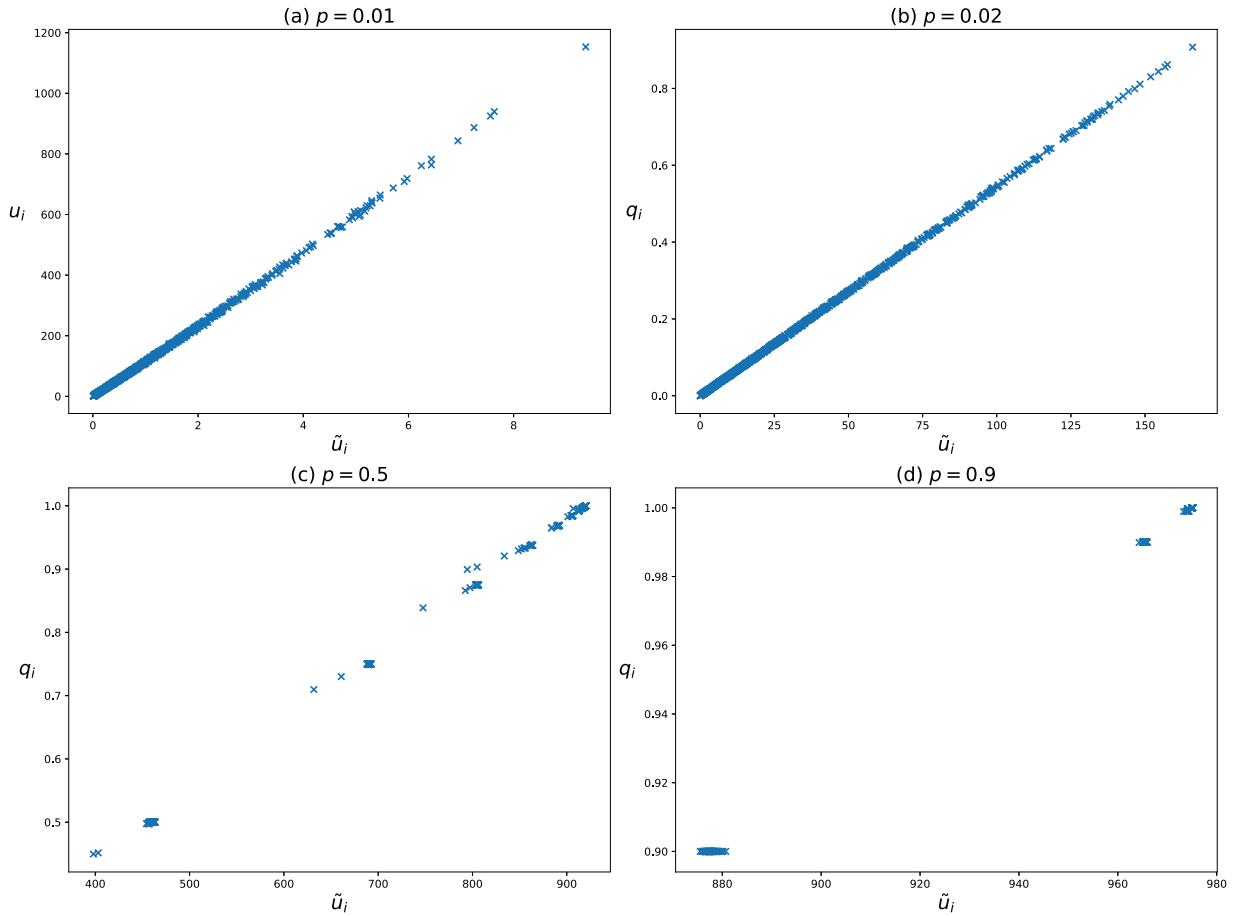 (a) p = 0.01
1200
1000
800
600
400
200
0
u_i
0 2 4 6 8
ũ_i
(b) p = 0.02
0.8
0.6
0.4
0.2
0.0
q_i
0 25 50 75 100 125 150
ũ_i
(c) p = 0.5
1.0
0.9
0.8
0.7
0.6
0.5
q_i
400 500 600 700 800 900
ũ_i
(d) p = 0.9
1.00
0.98
0.96
0.94
0.92
0.90
q_i
880 900 920 940 960 980
ũ_i